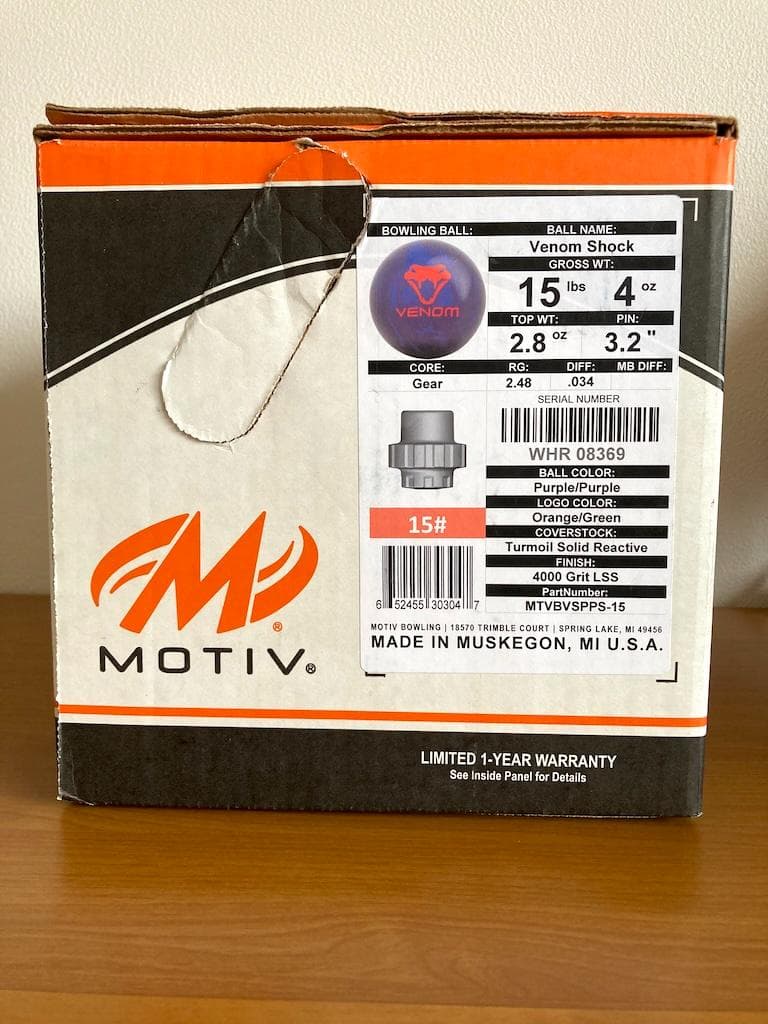 BOWLING BALL:
VENOM
BALL NAME:
Venom Shock
GROSS WT:
15 lbs 4 oz
TOP WT: PIN:
2.8 oz 3.2"
CORE: RG: DIFF: MB DIFF:
Gear 2.48 .034
SERIAL NUMBER
WHR 08369
BALL COLOR:
Purple/Purple
LOGO COLOR:
Orange/Green
COVERSTOCK:
Turmoil Solid Reactive
FINISH:
4000 Grit LSS
PartNumber:
MTVBVSPPS-15
15#
6 52455 30304 7
MOTIV BOWLING | 18570 TRIMBLE COURT | SPRING LAKE, MI 49456
MADE IN MUSKEGON, MI U.S.A.
M®
MOTIV®
LIMITED 1-YEAR WARRANTY
See Inside Panel for Details